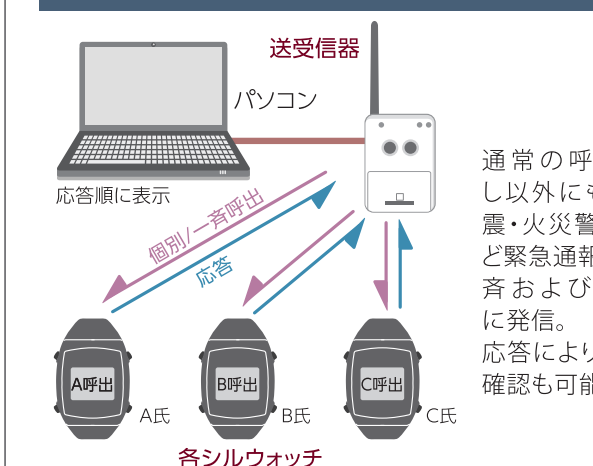 送受信器
パソコン
応答順に表示
個別/一斉呼出
応答
A呼出
A氏
B呼出
B氏
C呼出
C氏
各シルウォッチ
通常の呼
し以外に
震・火災警
ど緊急通報
斉および
に発信。
応答により
確認も可能